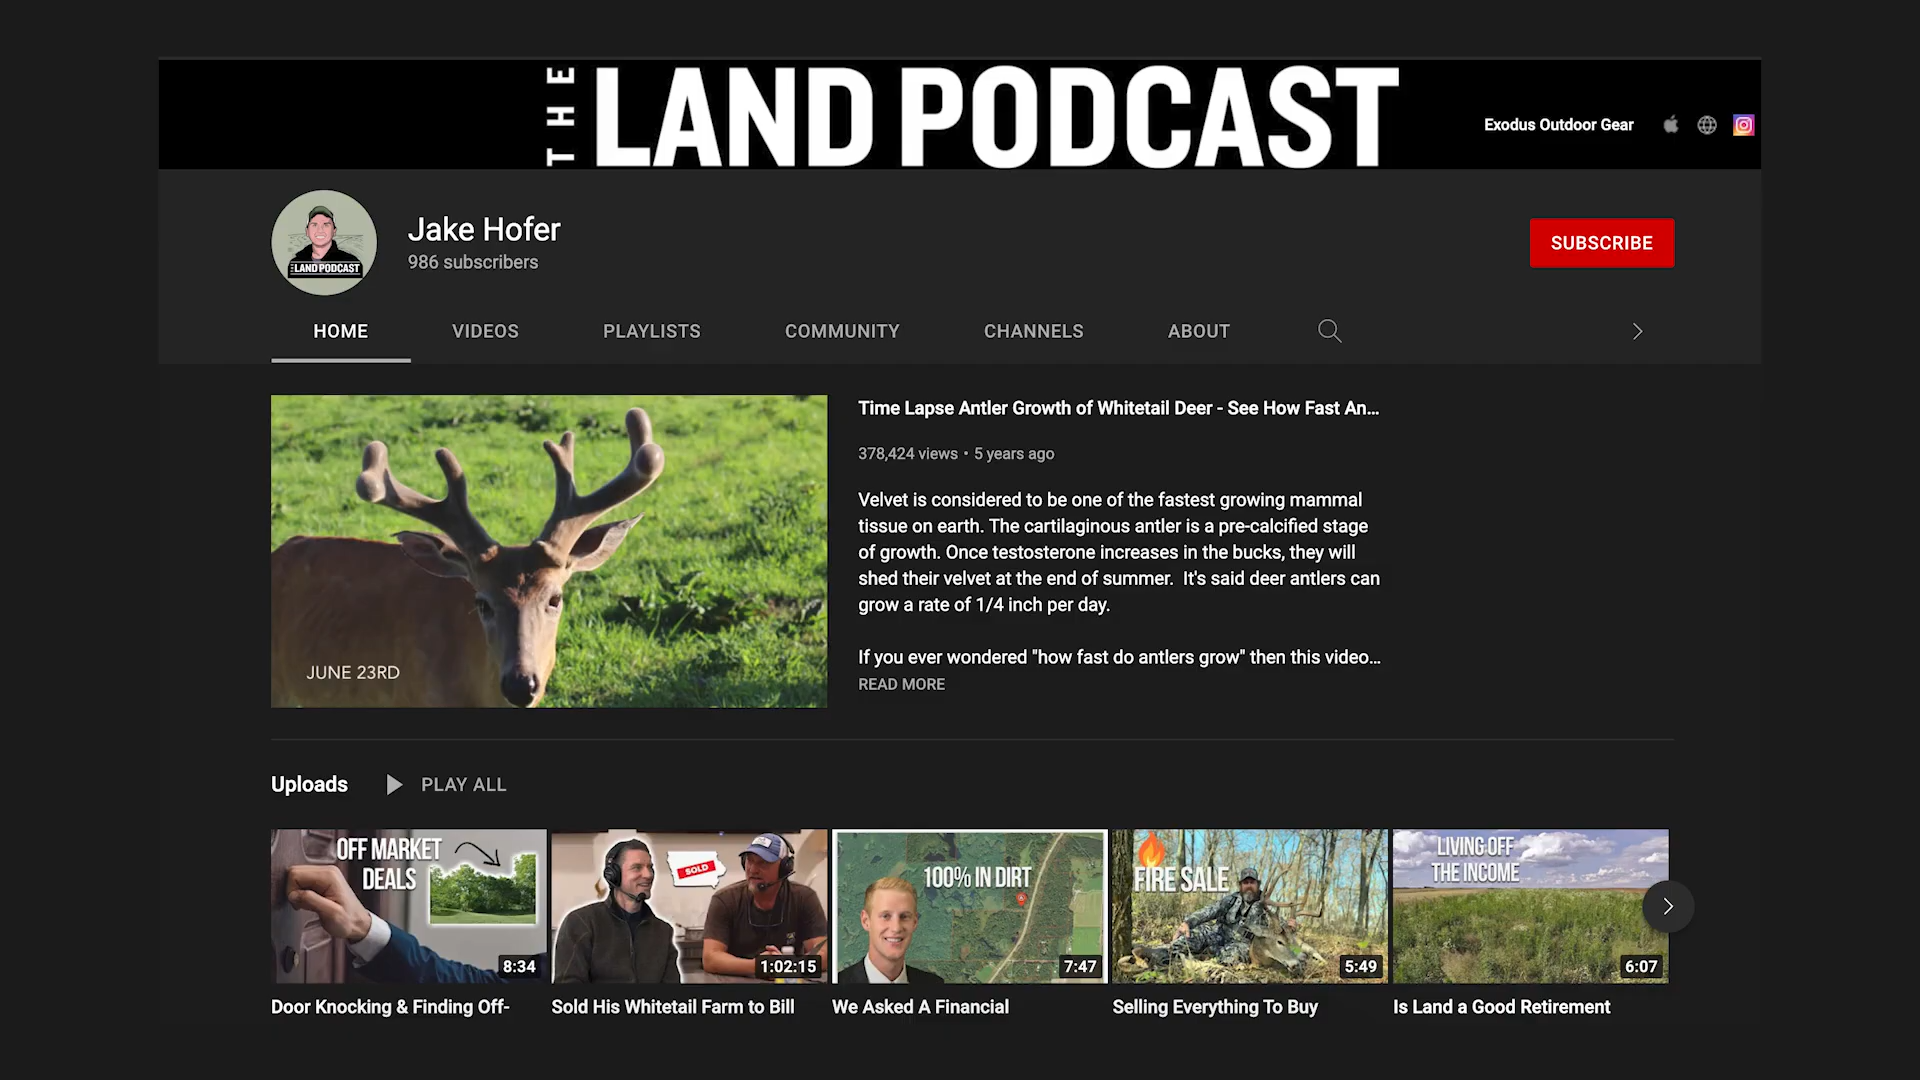 THE LAND PODCAST
Exodus Outdoor Gear
LAND PODCAST
Jake Hofer
986 subscribers
SUBSCRIBE
HOME VIDEOS PLAYLISTS COMMUNITY CHANNELS ABOUT
Time Lapse Antler Growth of Whitetail Deer - See How Fast An...
378,424 views • 5 years ago
Velvet is considered to be one of the fastest growing mammal
tissue on earth. The cartilaginous antler is a pre-calcified stage
of growth. Once testosterone increases in the bucks, they will
shed their velvet at the end of summer.  It's said deer antlers can
grow a rate of 1/4 inch per day.
If you ever wondered "how fast do antlers grow" then this video...
READ MORE
JUNE 23RD
Uploads PLAY ALL
OFF MARKET
DEALS
8:34
SOLD
1:02:15
100% IN DIRT
7:47
FIRE SALE
5:49
LIVING OFF
THE INCOME
6:07
Door Knocking & Finding Off-
Sold His Whitetail Farm to Bill
We Asked A Financial
Selling Everything To Buy
Is Land a Good Retirement